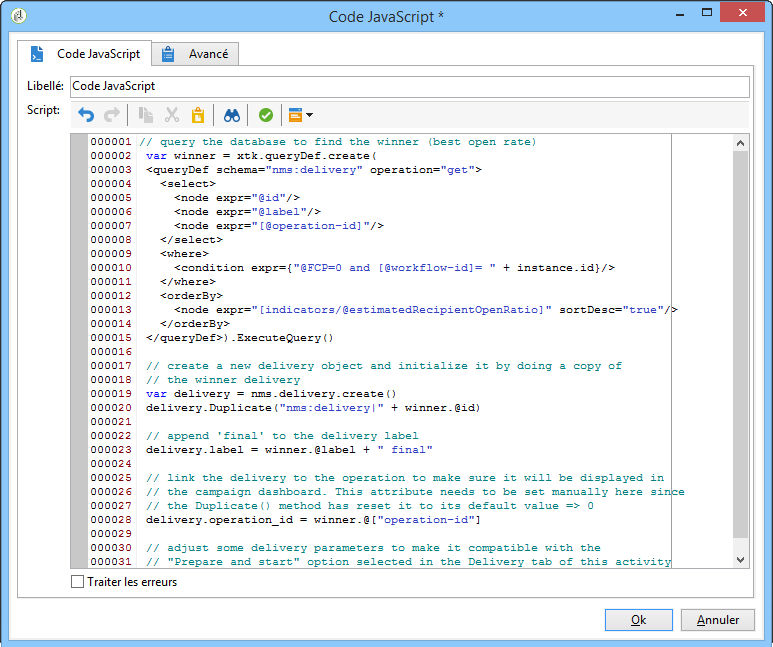 Code JavaScript *
Code JavaScript
Avancé
Libellé: Code JavaScript
Script:
000001 // query the database to find the winner (best open rate)
000002 var winner = xtk.queryDef.create(
000003 <queryDef schema="nms:delivery" operation="get">
000004 <select>
000005 <node expr="@id"/>
000006 <node expr="@label"/>
000007 <node expr="[@operation-id]"/>
000008 </select>
000009 <where>
000010 <condition expr={"@FCP=0 and [@workflow-id]= " + instance.id}/>
000011 </where>
000012 <orderBy>
000013 <node expr="[indicators/@estimatedRecipientOpenRatio]" sortDesc="true"/>
000014 </orderBy>
000015 </queryDef>).ExecuteQuery()
000016
000017 // create a new delivery object and initialize it by doing a copy of
000018 // the winner delivery
000019 var delivery = nms.delivery.create()
000020 delivery.Duplicate("nms:delivery|" + winner.@id)
000021
000022 // append 'final' to the delivery label
000023 delivery.label = winner.@label + " final"
000024
000025 // link the delivery to the operation to make sure it will be displayed in
000026 // the campaign dashboard. This attribute needs to be set manually here since
000027 // the Duplicate() method has reset it to its default value => 0
000028 delivery.operation_id = winner.@["operation-id"]
000029
000030 // adjust some delivery parameters to make it compatible with the
000031 // "Prepare and start" option selected in the Delivery tab of this activity
Traiter les erreurs
Ok
Annuler